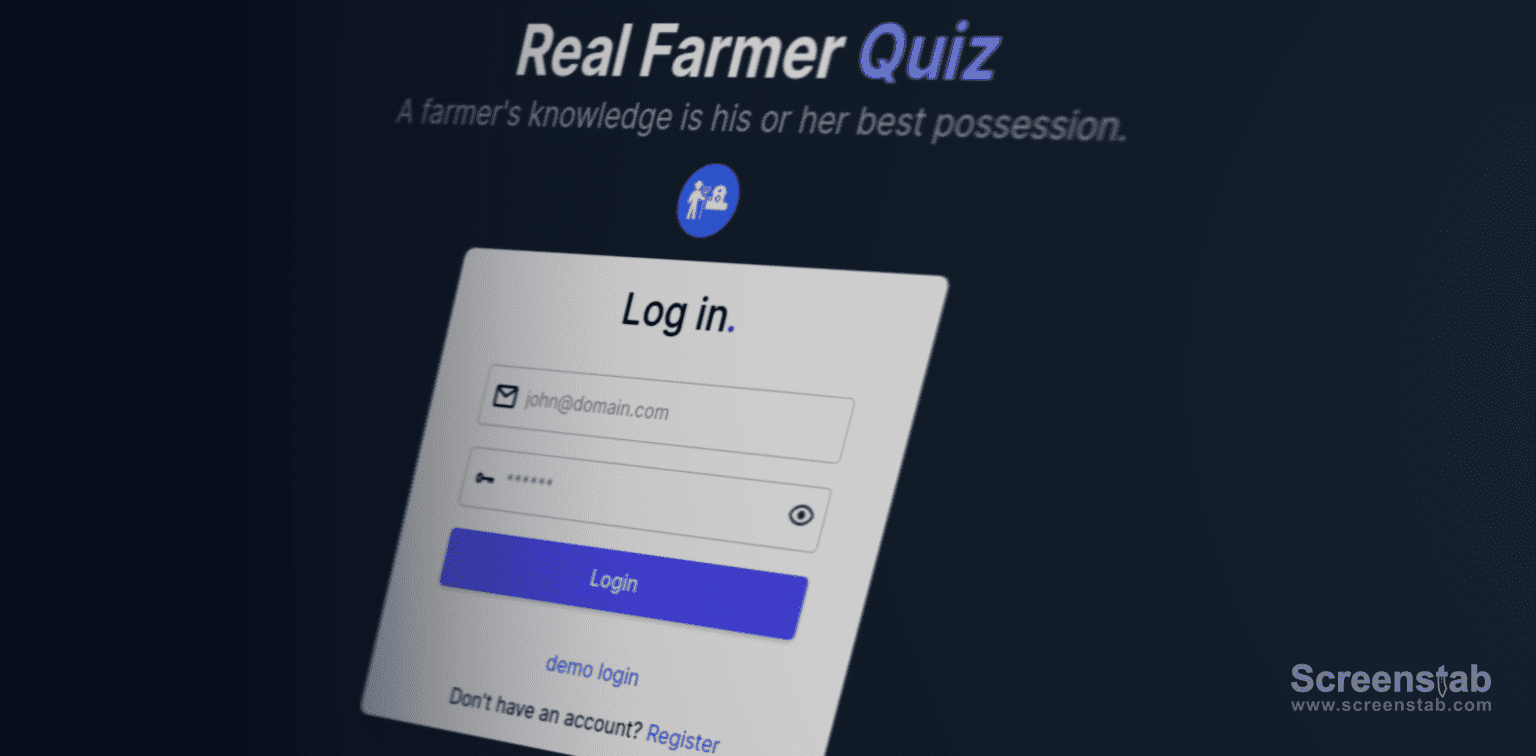 Real Farmer Quiz
A farmer's knowledge is his or her best possession.
Log in.
john@domain.com
******
Login
demo login
Don't have an account? Register
Screenstab
www.screenstab.com